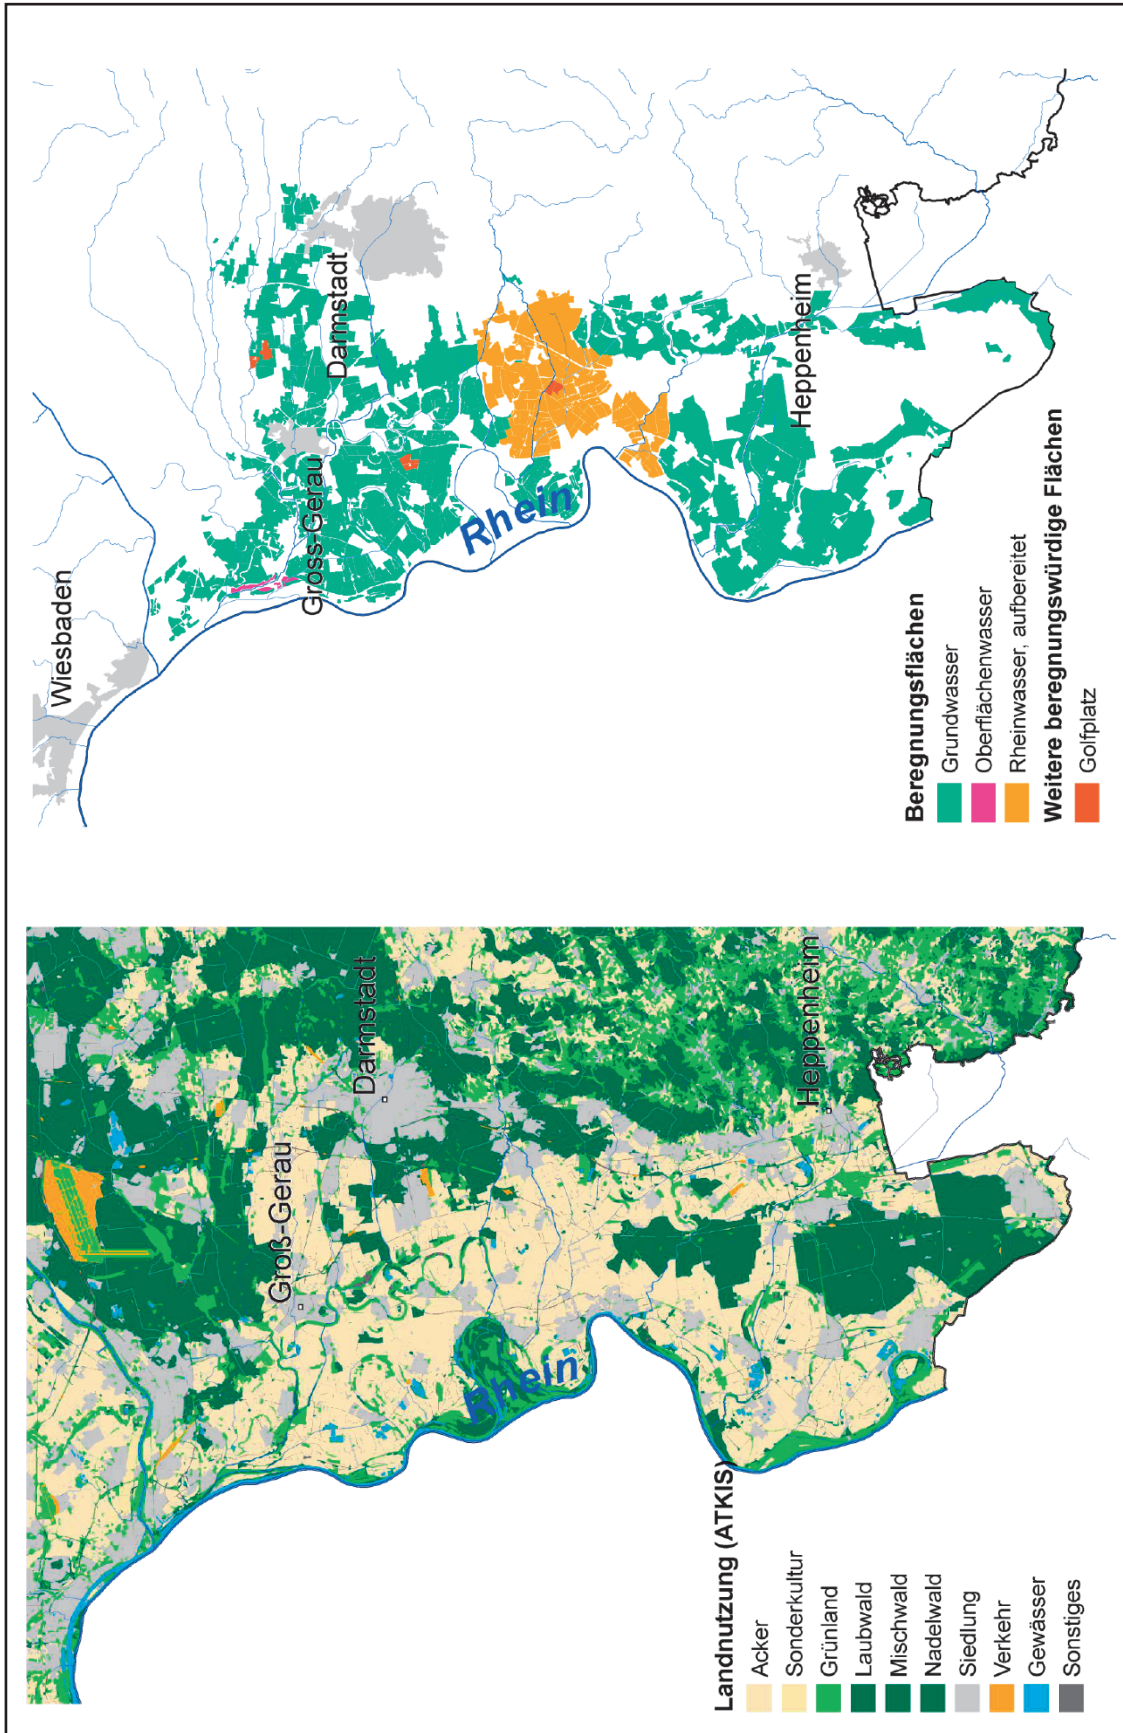 Landnutzung (ATKIS)
Acker
Sonderkultur
Grünland
Laubwald
Mischwald
Nadelwald
Siedlung
Verkehr
Gewässer
Sonstiges
Groß-Gerau
Darmstadt
Rhein
Heppenheim
Wiesbaden
Gross-Gerau
Darmstadt
Rhein
Heppenheim
Beregnungsflächen
Grundwasser
Oberflächenwasser
Rheinwasser, aufbereitet
Weitere beregnungswürdige Flächen
Golfplatz